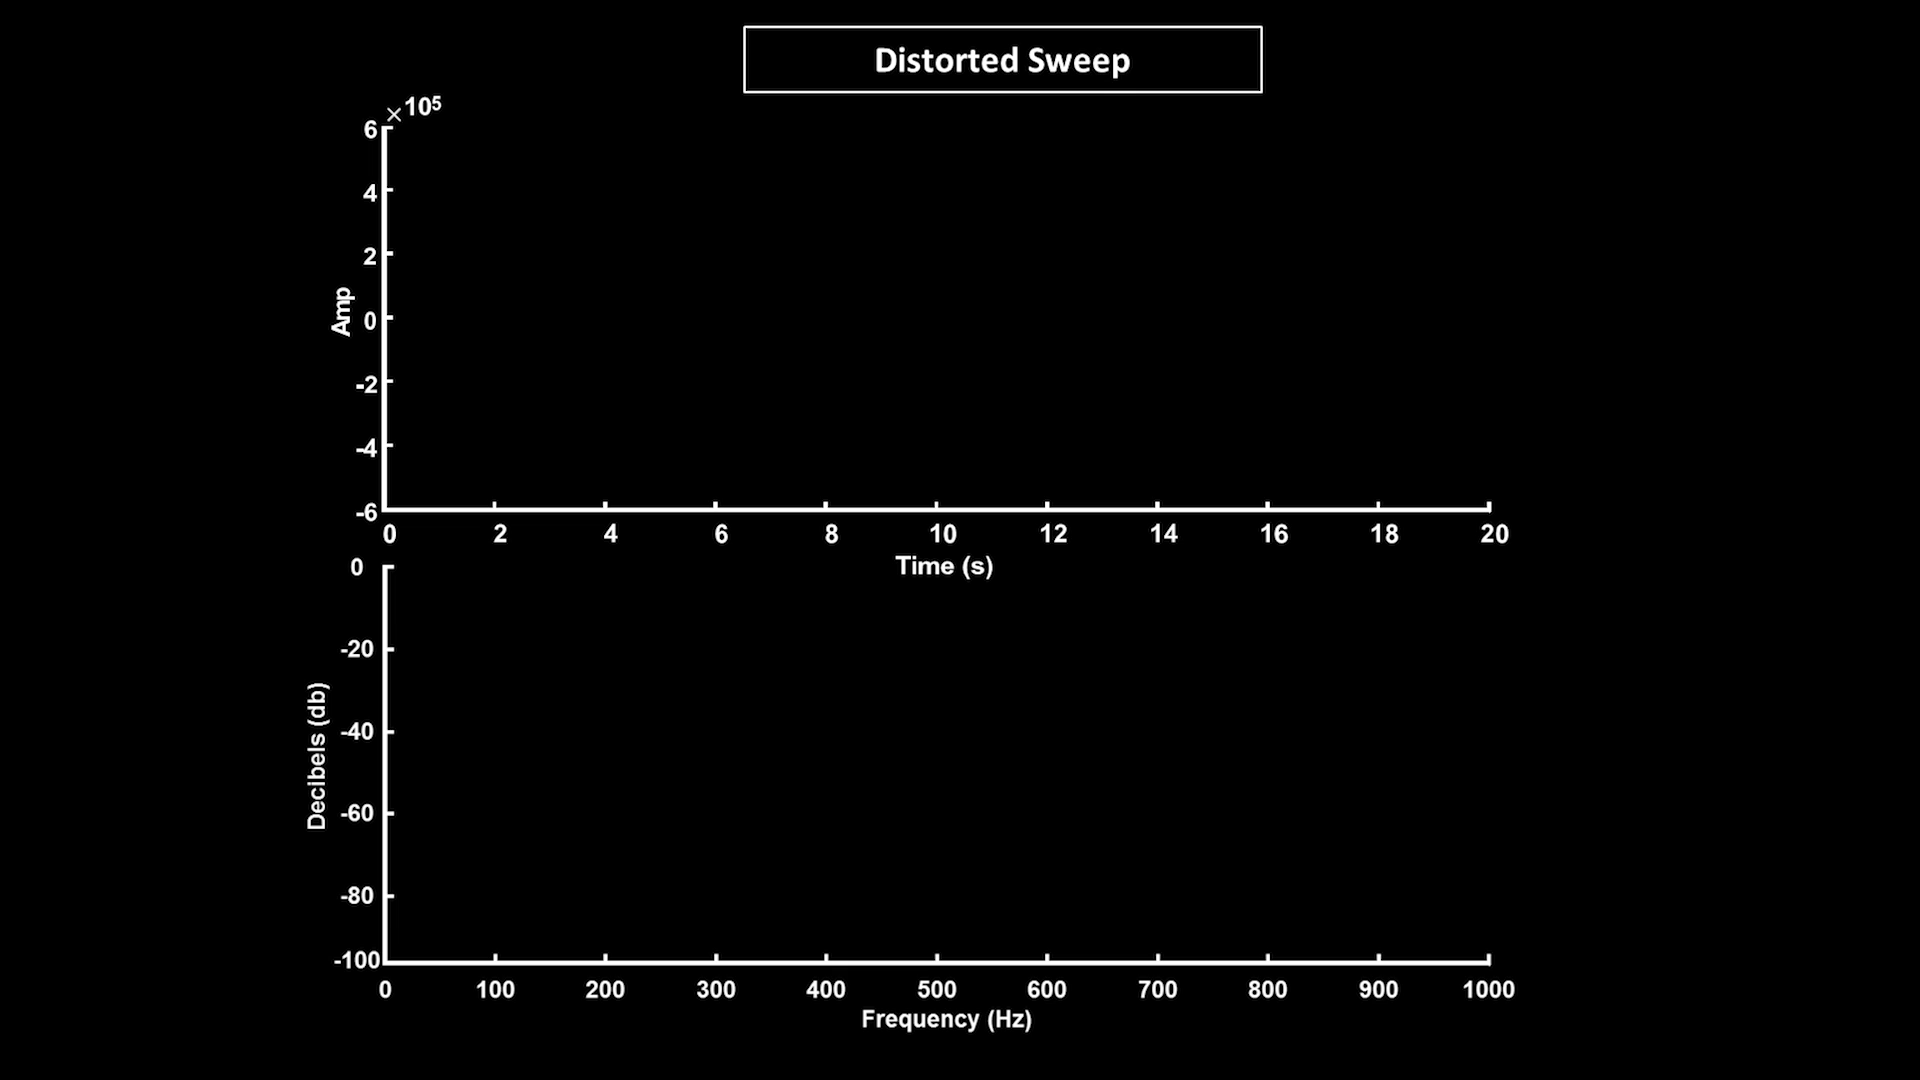 Distorted Sweep
×10⁵
6
4
2
0
-2
-4
-6
Amp
0 2 4 6 8 10 12 14 16 18 20
Time (s)
0
-20
-40
-60
-80
-100
Decibels (db)
0 100 200 300 400 500 600 700 800 900 1000
Frequency (Hz)